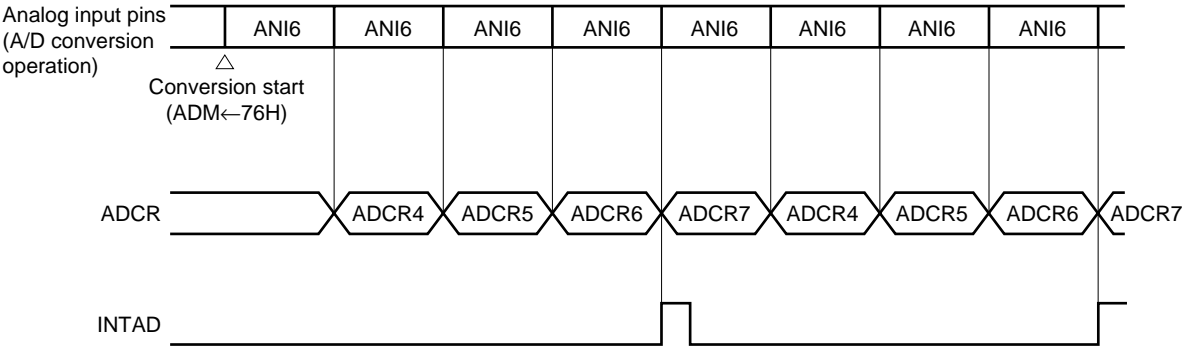 Analog input pins
(A/D conversion
operation)
ANI6 ANI6 ANI6 ANI6 ANI6 ANI6 ANI6 ANI6
Conversion start
(ADM←76H)
ADCR ADCR4 ADCR5 ADCR6 ADCR7 ADCR4 ADCR5 ADCR6 ADCR7
INTAD